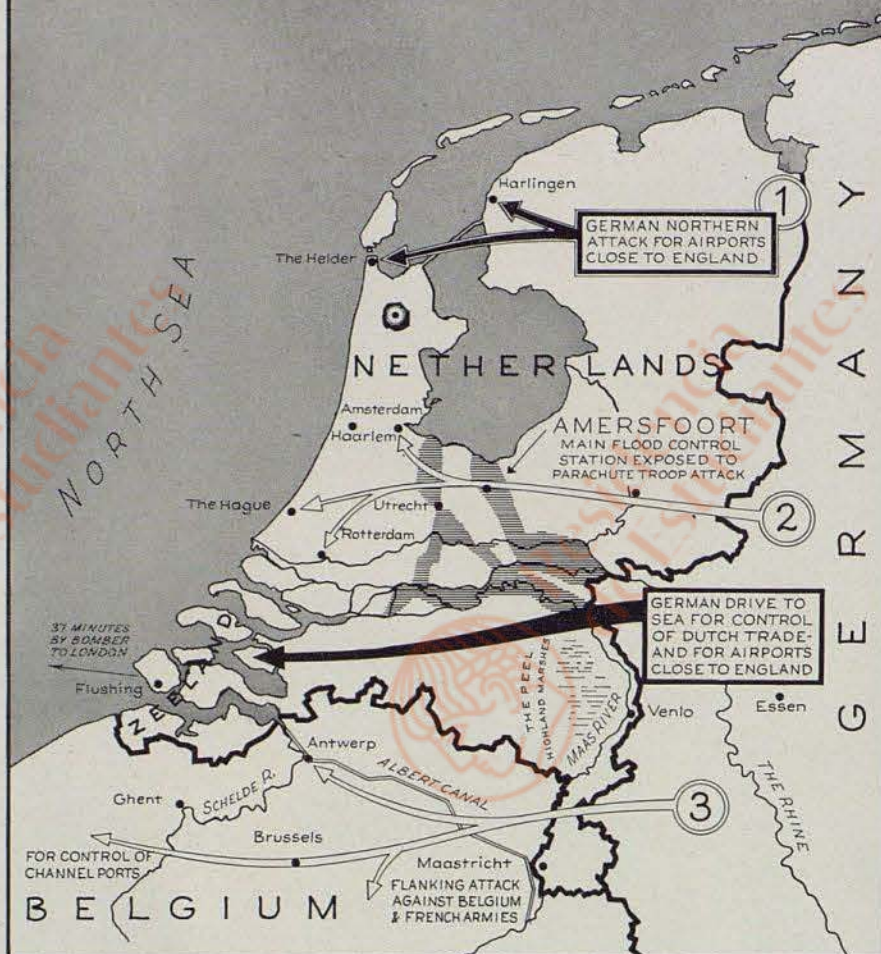 Harlingen
1
GERMAN NORTHERN
ATTACK FOR AIRPORTS
CLOSE TO ENGLAND
The Helder
NORTH SEA
GERMANY
NETHERLANDS
Amsterdam
Haarlem
AMERSFOORT
MAIN FLOOD CONTROL
STATION EXPOSED TO
PARACHUTE TROOP ATTACK
The Hague
Utrecht
2
Rotterdam
GERMAN DRIVE TO
SEA FOR CONTROL
OF DUTCH TRADE-
AND FOR AIRPORTS
CLOSE TO ENGLAND
37 MINUTES
BY BOMBER
TO LONDON
Flushing
ZEELAND
THE PEEL
HIGHLAND MARSHES
MAAS RIVER
Venlo
Essen
THE RHINE
Antwerp
ALBERT CANAL
Ghent
SCHELDE R.
3
Brussels
FOR CONTROL OF
CHANNEL PORTS
Maastricht
FLANKING ATTACK
AGAINST BELGIUM
& FRENCH ARMIES
BELGIUM
Residencia
de Estudiantes